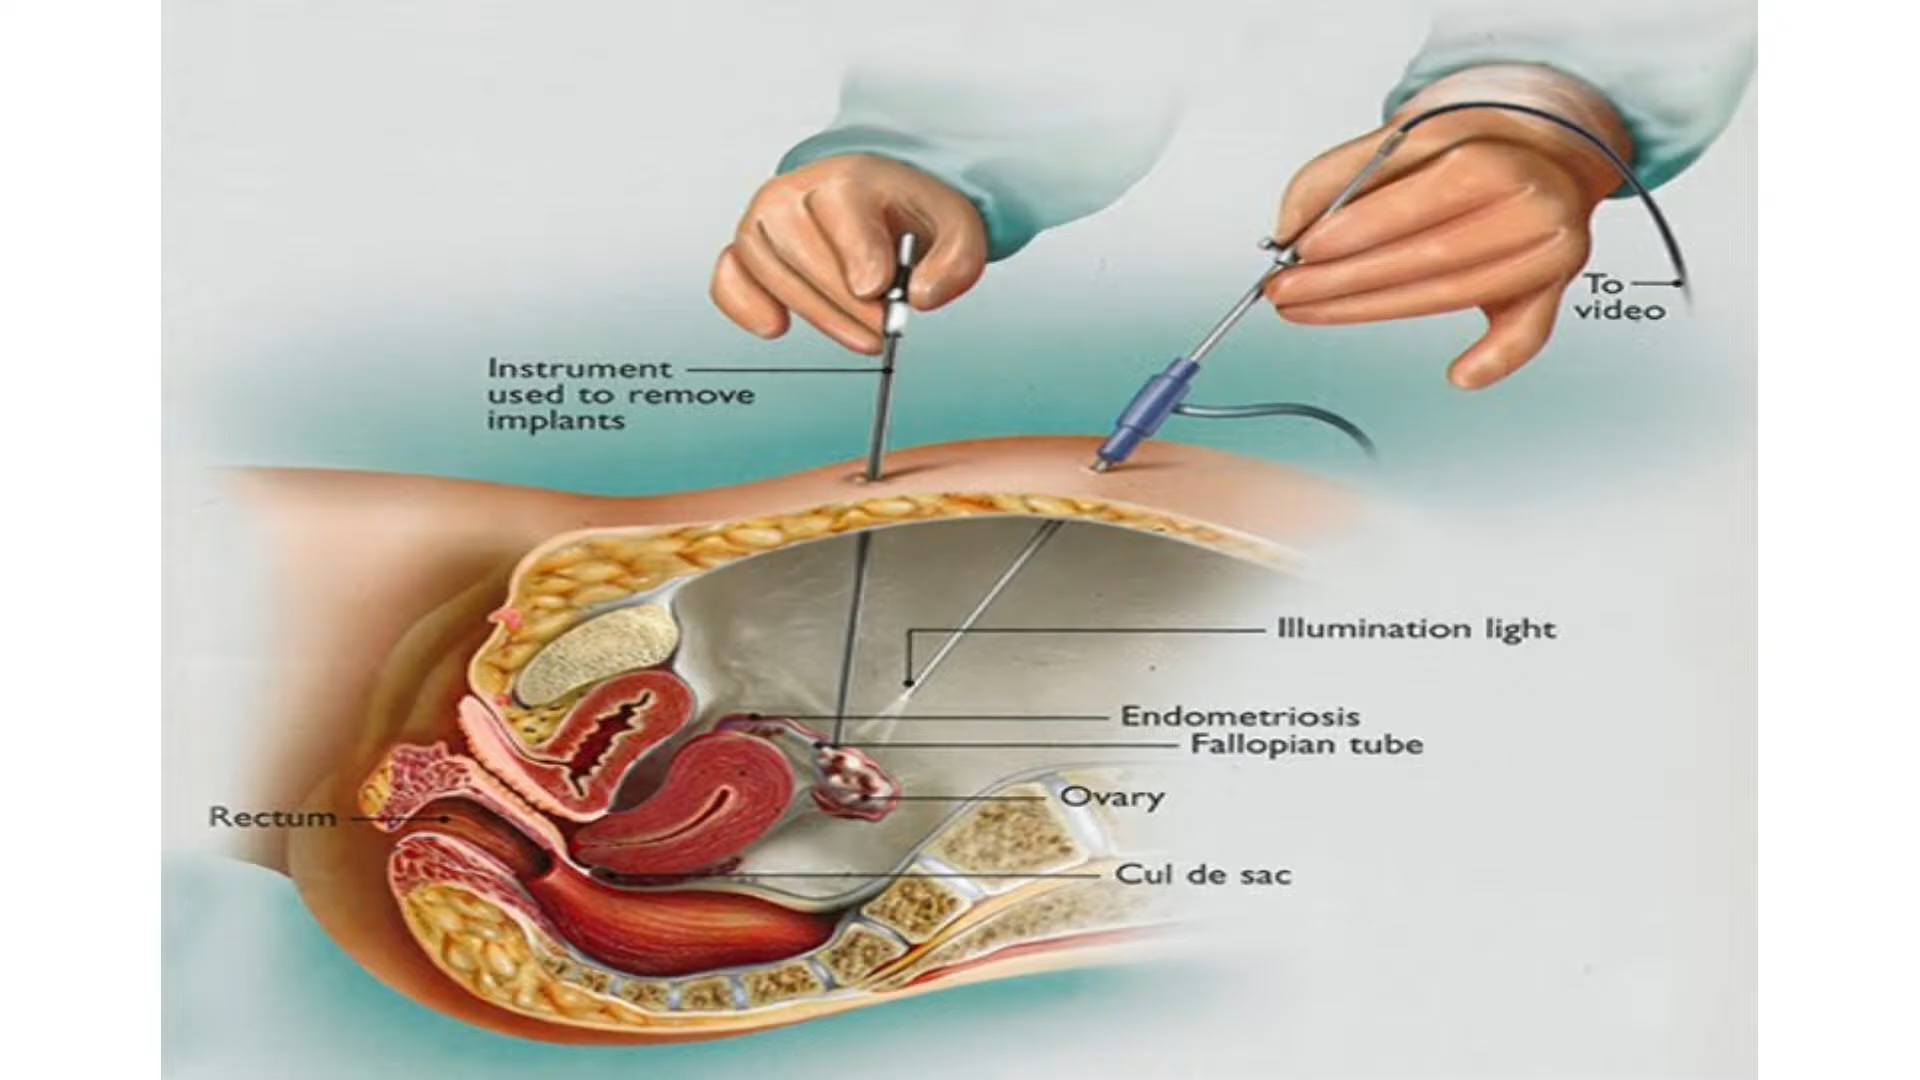 To
video
Instrument
used to remove
implants
Illumination light
Endometriosis
Fallopian tube
Ovary
Rectum
Cul de sac